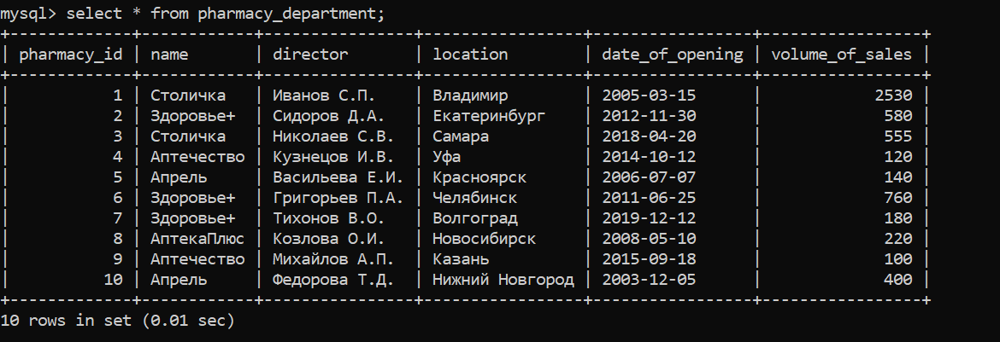 mysql> select * from pharmacy_department;
+-------------+------------+----------------+-----------------+-----------------+-----------------+
| pharmacy_id | name       | director       | location        | date_of_opening | volume_of_sales |
+-------------+------------+----------------+-----------------+-----------------+-----------------+
|           1 | Столичка   | Иванов С.П.    | Владимир        | 2005-03-15      |            2530 |
|           2 | Здоровье+  | Сидоров Д.А.   | Екатеринбург    | 2012-11-30      |             580 |
|           3 | Столичка   | Николаев С.В.  | Самара          | 2018-04-20      |             555 |
|           4 | Аптечество | Кузнецов И.В.  | Уфа             | 2014-10-12      |             120 |
|           5 | Апрель     | Васильева Е.И. | Красноярск      | 2006-07-07      |             140 |
|           6 | Здоровье+  | Григорьев П.А. | Челябинск       | 2011-06-25      |             760 |
|           7 | Здоровье+  | Тихонов В.О.   | Волгоград       | 2019-12-12      |             180 |
|           8 | АптекаПлюс | Козлова О.И.   | Новосибирск     | 2008-05-10      |             220 |
|           9 | Аптечество | Михайлов А.П.  | Казань          | 2015-09-18      |             100 |
|          10 | Апрель     | Федорова Т.Д.  | Нижний Новгород | 2003-12-05      |             400 |
+-------------+------------+----------------+-----------------+-----------------+-----------------+
10 rows in set (0.01 sec)